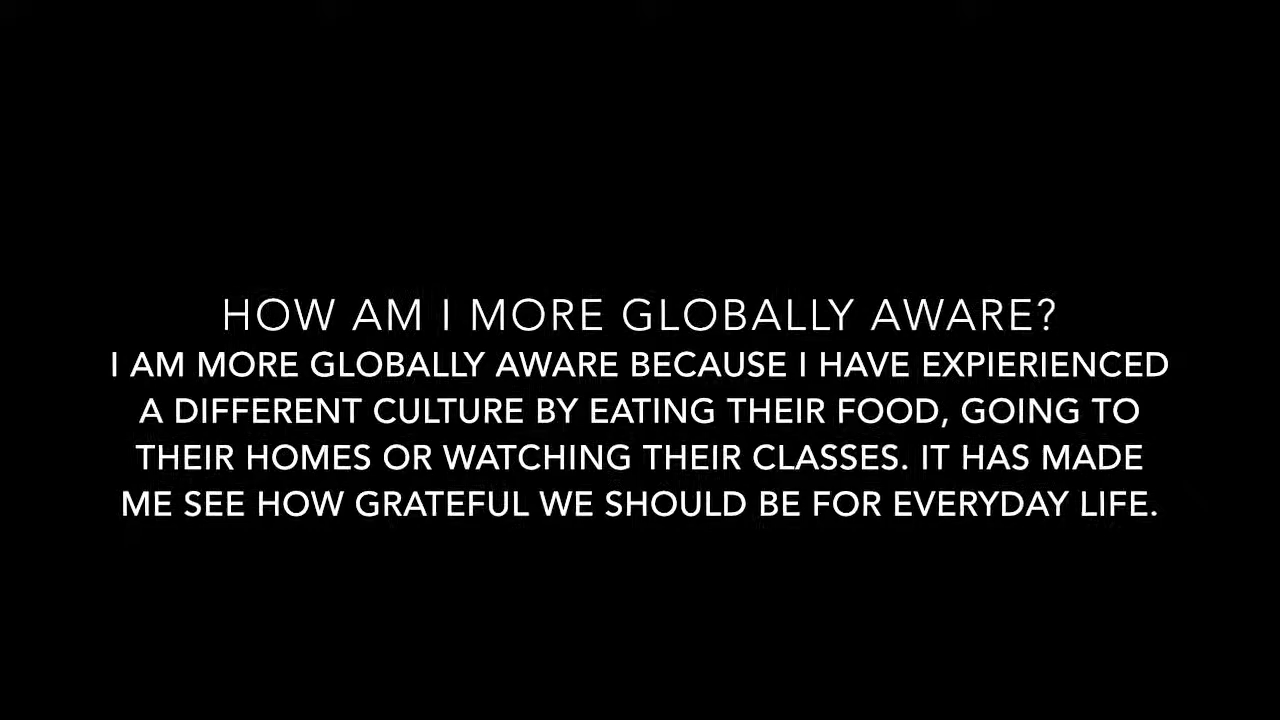 HOW AM I MORE GLOBALLY AWARE?
I AM MORE GLOBALLY AWARE BECAUSE I HAVE EXPIERIENCED
A DIFFERENT CULTURE BY EATING THEIR FOOD, GOING TO
THEIR HOMES OR WATCHING THEIR CLASSES. IT HAS MADE
ME SEE HOW GRATEFUL WE SHOULD BE FOR EVERYDAY LIFE.